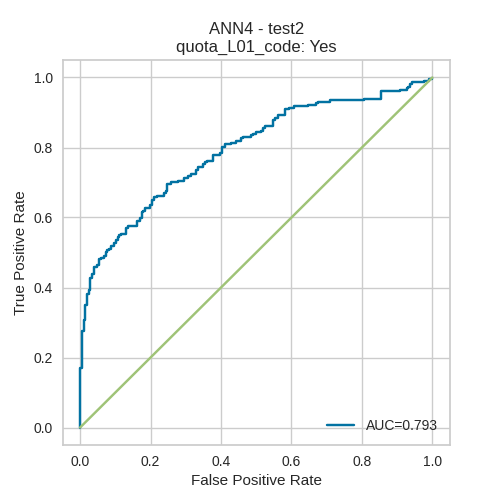 ANN4 - test2
quota_L01_code: Yes
True Positive Rate
1.0
0.8
0.6
0.4
0.2
0.0
AUC=0.793
0.0 0.2 0.4 0.6 0.8 1.0
False Positive Rate